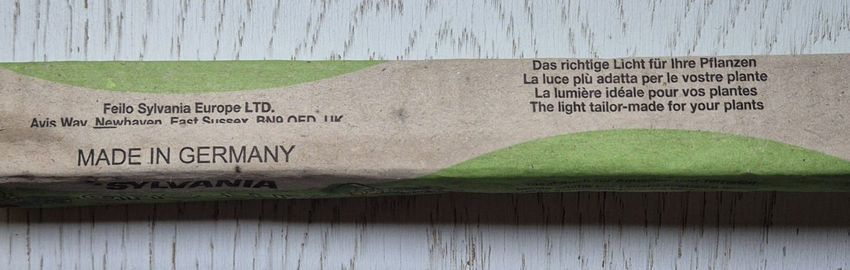 Feilo Sylvania Europe LTD.
Avis Way, Newhaven, East Sussex, BN9 0ED, UK
MADE IN GERMANY
SYLVANIA
Das richtige Licht für Ihre Pflanzen
La luce più adatta per le vostre piante
La lumière idéale pour vos plantes
The light tailor-made for your plants